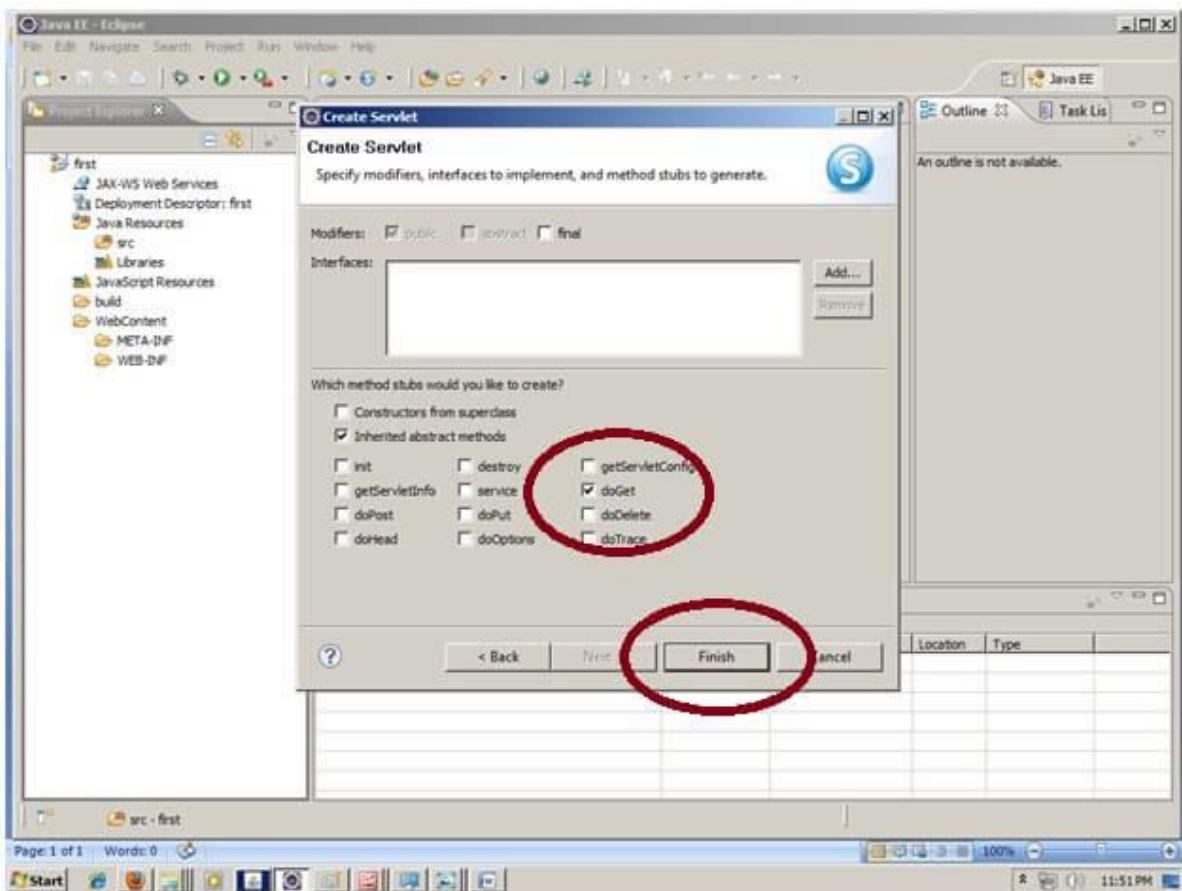 Java EE - Eclipse
File Edit Navigate Search Project Run Window Help
Java EE
Project Explorer
Outline
Task Lis
An outline is not available.
first
JAX-WS Web Services
Deployment Descriptor: first
Java Resources
src
Libraries
JavaScript Resources
build
WebContent
META-INF
WEB-INF
Create Servlet
Create Servlet
Specify modifiers, interfaces to implement, and method stubs to generate.
S
Modifiers: public abstract final
Interfaces:
Add...
Remove
Which method stubs would you like to create?
Constructors from superclass
Inherited abstract methods
init destroy getServletConfig
getServletInfo service doGet
doPost doPut doDelete
doHead doOptions doTrace
? < Back Next Finish Cancel
Location Type
src - first
Page: 1 of 1 Words: 0 100%
Start 11:51 PM